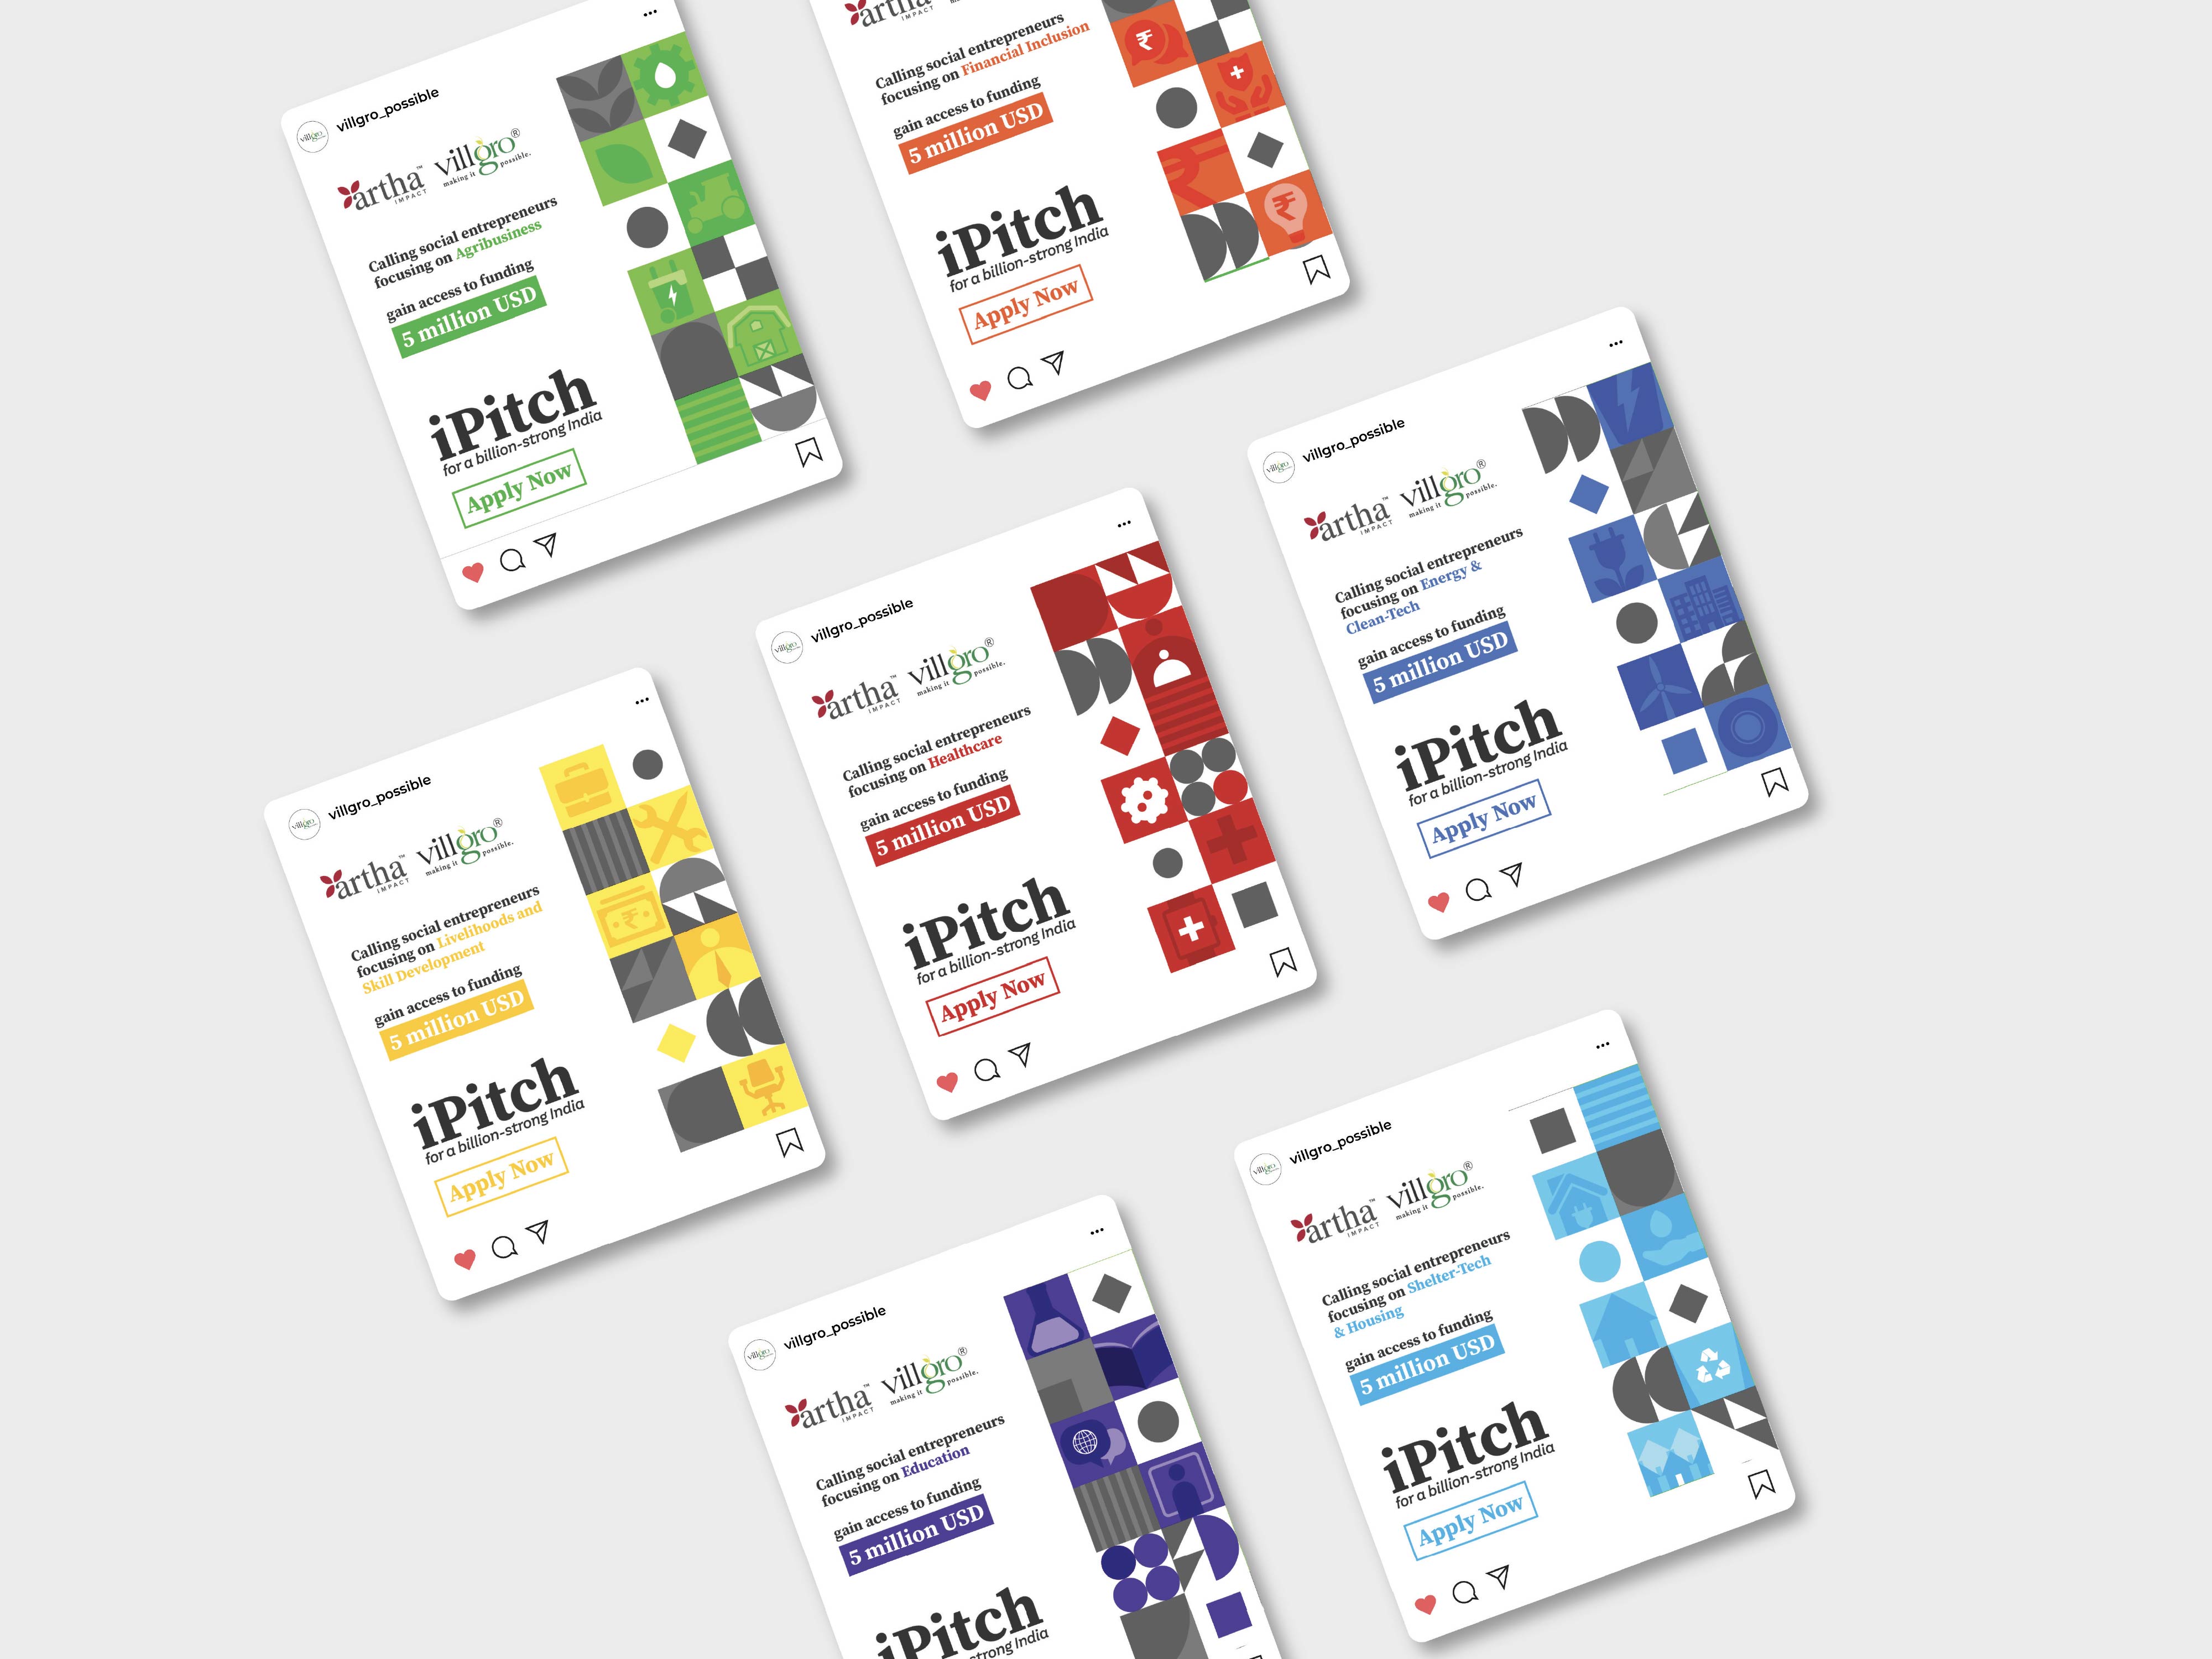 villgro_possible
artha™
IMPACT
villgro®
making it possible.
Calling social entrepreneurs
focusing on Agribusiness
gain access to funding
5 million USD
iPitch
for a billion-strong India
Apply Now
artha
IMPACT
Calling social entrepreneurs
focusing on Financial Inclusion
gain access to funding
5 million USD
iPitch
for a billion-strong India
Apply Now
villgro_possible
artha™
IMPACT
villgro®
making it possible.
Calling social entrepreneurs
focusing on Energy &
Clean-Tech
gain access to funding
5 million USD
iPitch
for a billion-strong India
Apply Now
villgro_possible
artha™
IMPACT
villgro®
making it possible.
Calling social entrepreneurs
focusing on Healthcare
gain access to funding
5 million USD
iPitch
for a billion-strong India
Apply Now
villgro_possible
artha™
IMPACT
villgro®
making it possible.
Calling social entrepreneurs
focusing on Livelihoods and
Skill Development
gain access to funding
5 million USD
iPitch
for a billion-strong India
Apply Now
villgro_possible
artha™
IMPACT
villgro®
making it possible.
Calling social entrepreneurs
focusing on Shelter-Tech
& Housing
gain access to funding
5 million USD
iPitch
for a billion-strong India
Apply Now
villgro_possible
artha™
IMPACT
villgro®
making it possible.
Calling social entrepreneurs
focusing on Education
gain access to funding
5 million USD
iPitch
strong India